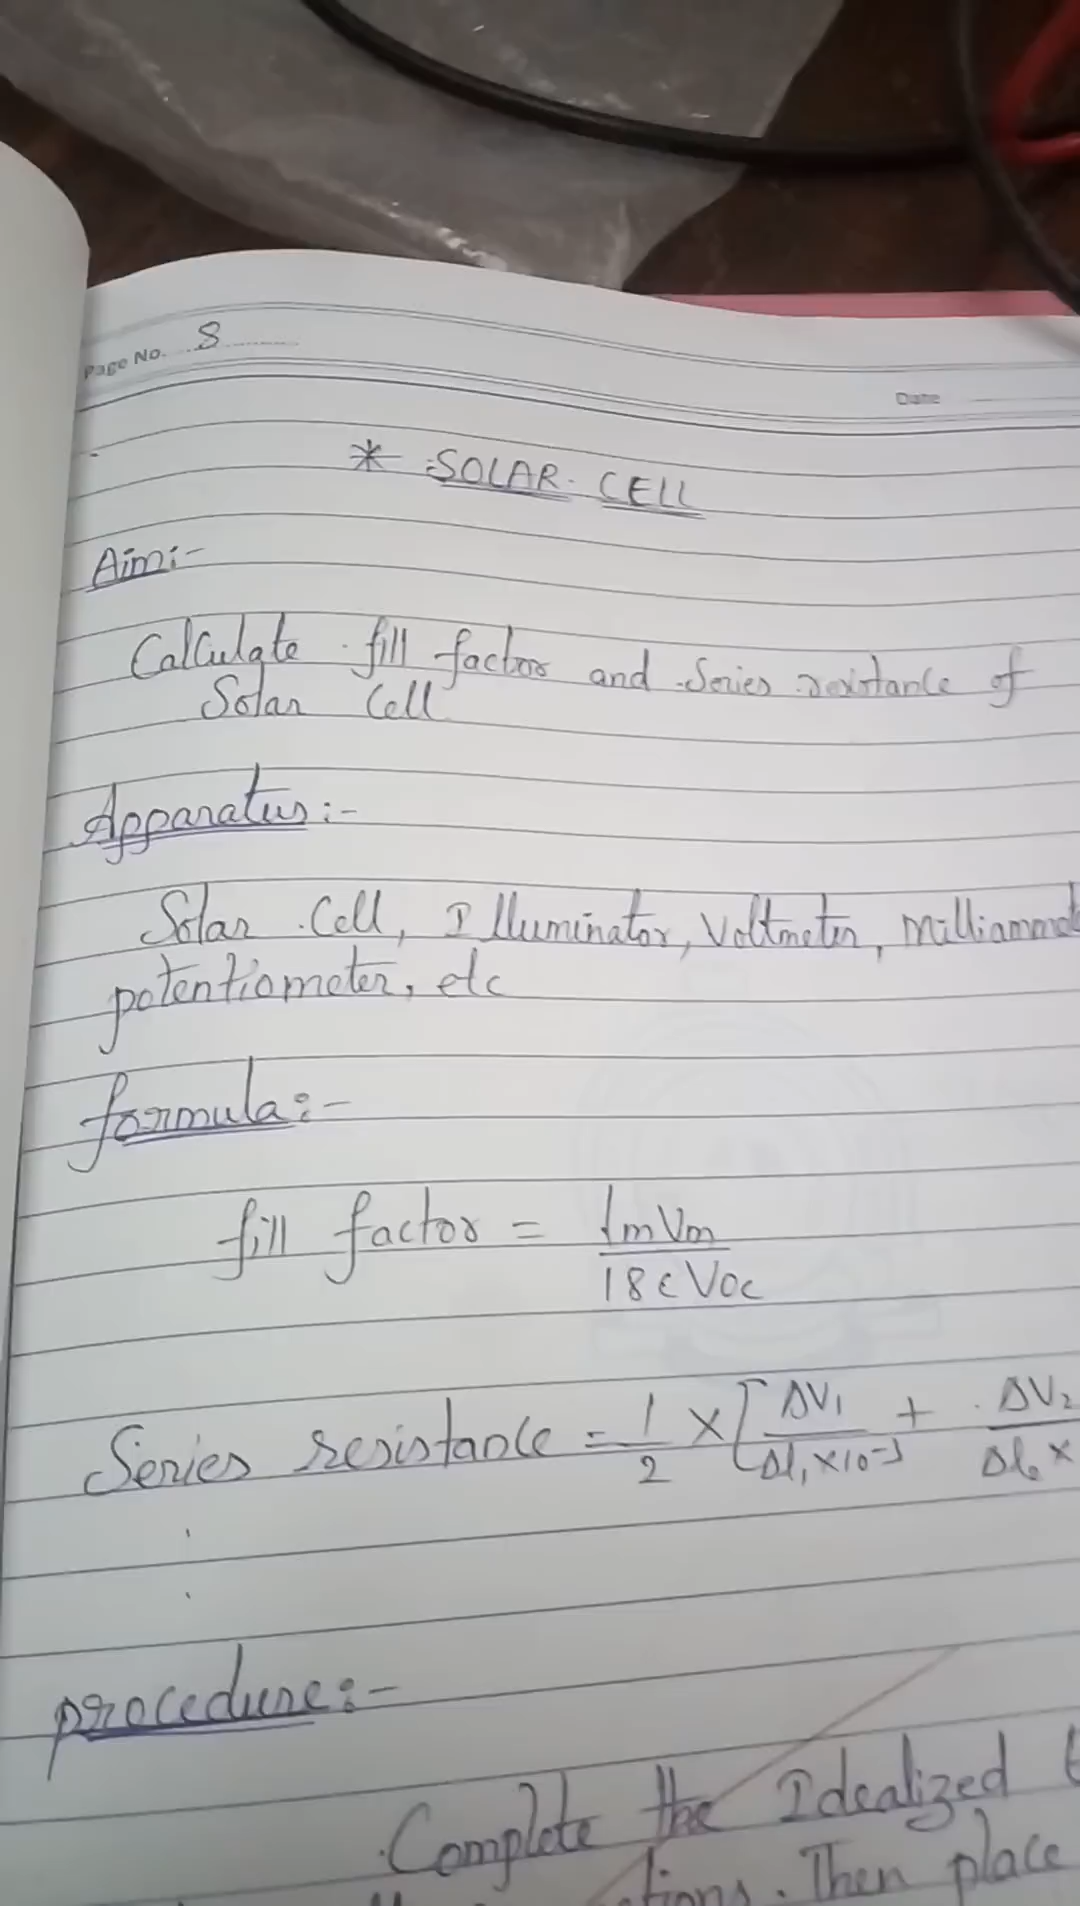 Page No. 8
Date
* SOLAR CELL
Aim:-
Calculate fill factor and Series resistance of
Solar Cell
Apparatus:-
Solar Cell, Illuminator, Voltmeter, Milliammet
potentiometer, etc
formula:-
fill factor = ImVm
18cVoc
Series resistance = 1/2 × [ΔV₁/ΔI₁×10⁻³ + ΔV₂/ΔI₂×
procedure:-
Complete the Idealized
. Then place